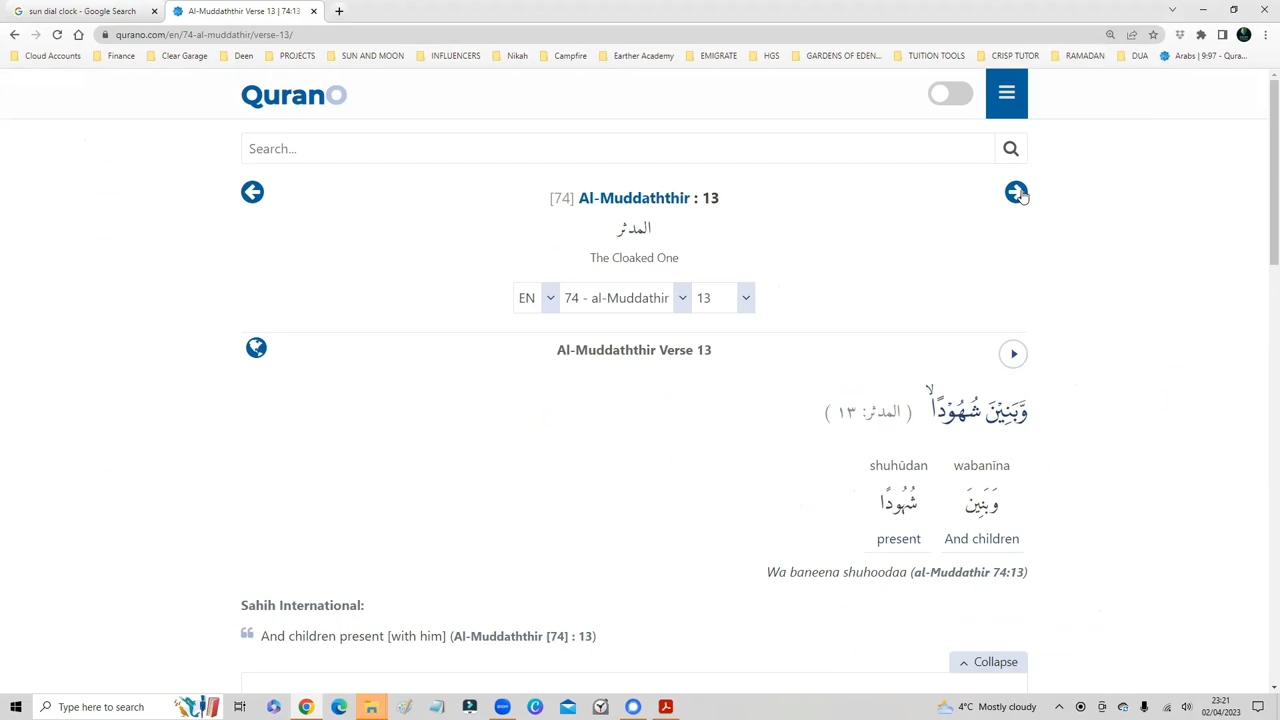 sun dial clock - Google Search
Al-Muddaththir Verse 13 | 74:13
quranO.com/en/74-al-muddathir/verse-13/
Cloud Accounts Finance Clear Garage Deen PROJECTS SUN AND MOON INFLUENCERS Nikah Campfire Earther Academy EMIGRATE HGS GARDENS OF EDEN... TUITION TOOLS CRISP TUTOR RAMADAN DUA Arabs | 9:97 - Qura...
QuranO
Search...
[74] Al-Muddaththir : 13
المدثر
The Cloaked One
EN 74 - al-Muddathir 13
Al-Muddaththir Verse 13
وَّبَنِيْنَ شُهُوْدًاۙ ( المدثر: ١٣ )
shuhūdan wabanīna
وَبَنِينَ شُهُودًا
present And children
Wa baneena shuhoodaa (al-Muddathir 74:13)
Sahih International:
And children present [with him] (Al-Muddaththir [74] : 13)
Collapse
Type here to search
4°C Mostly cloudy
23:21
02/04/2023